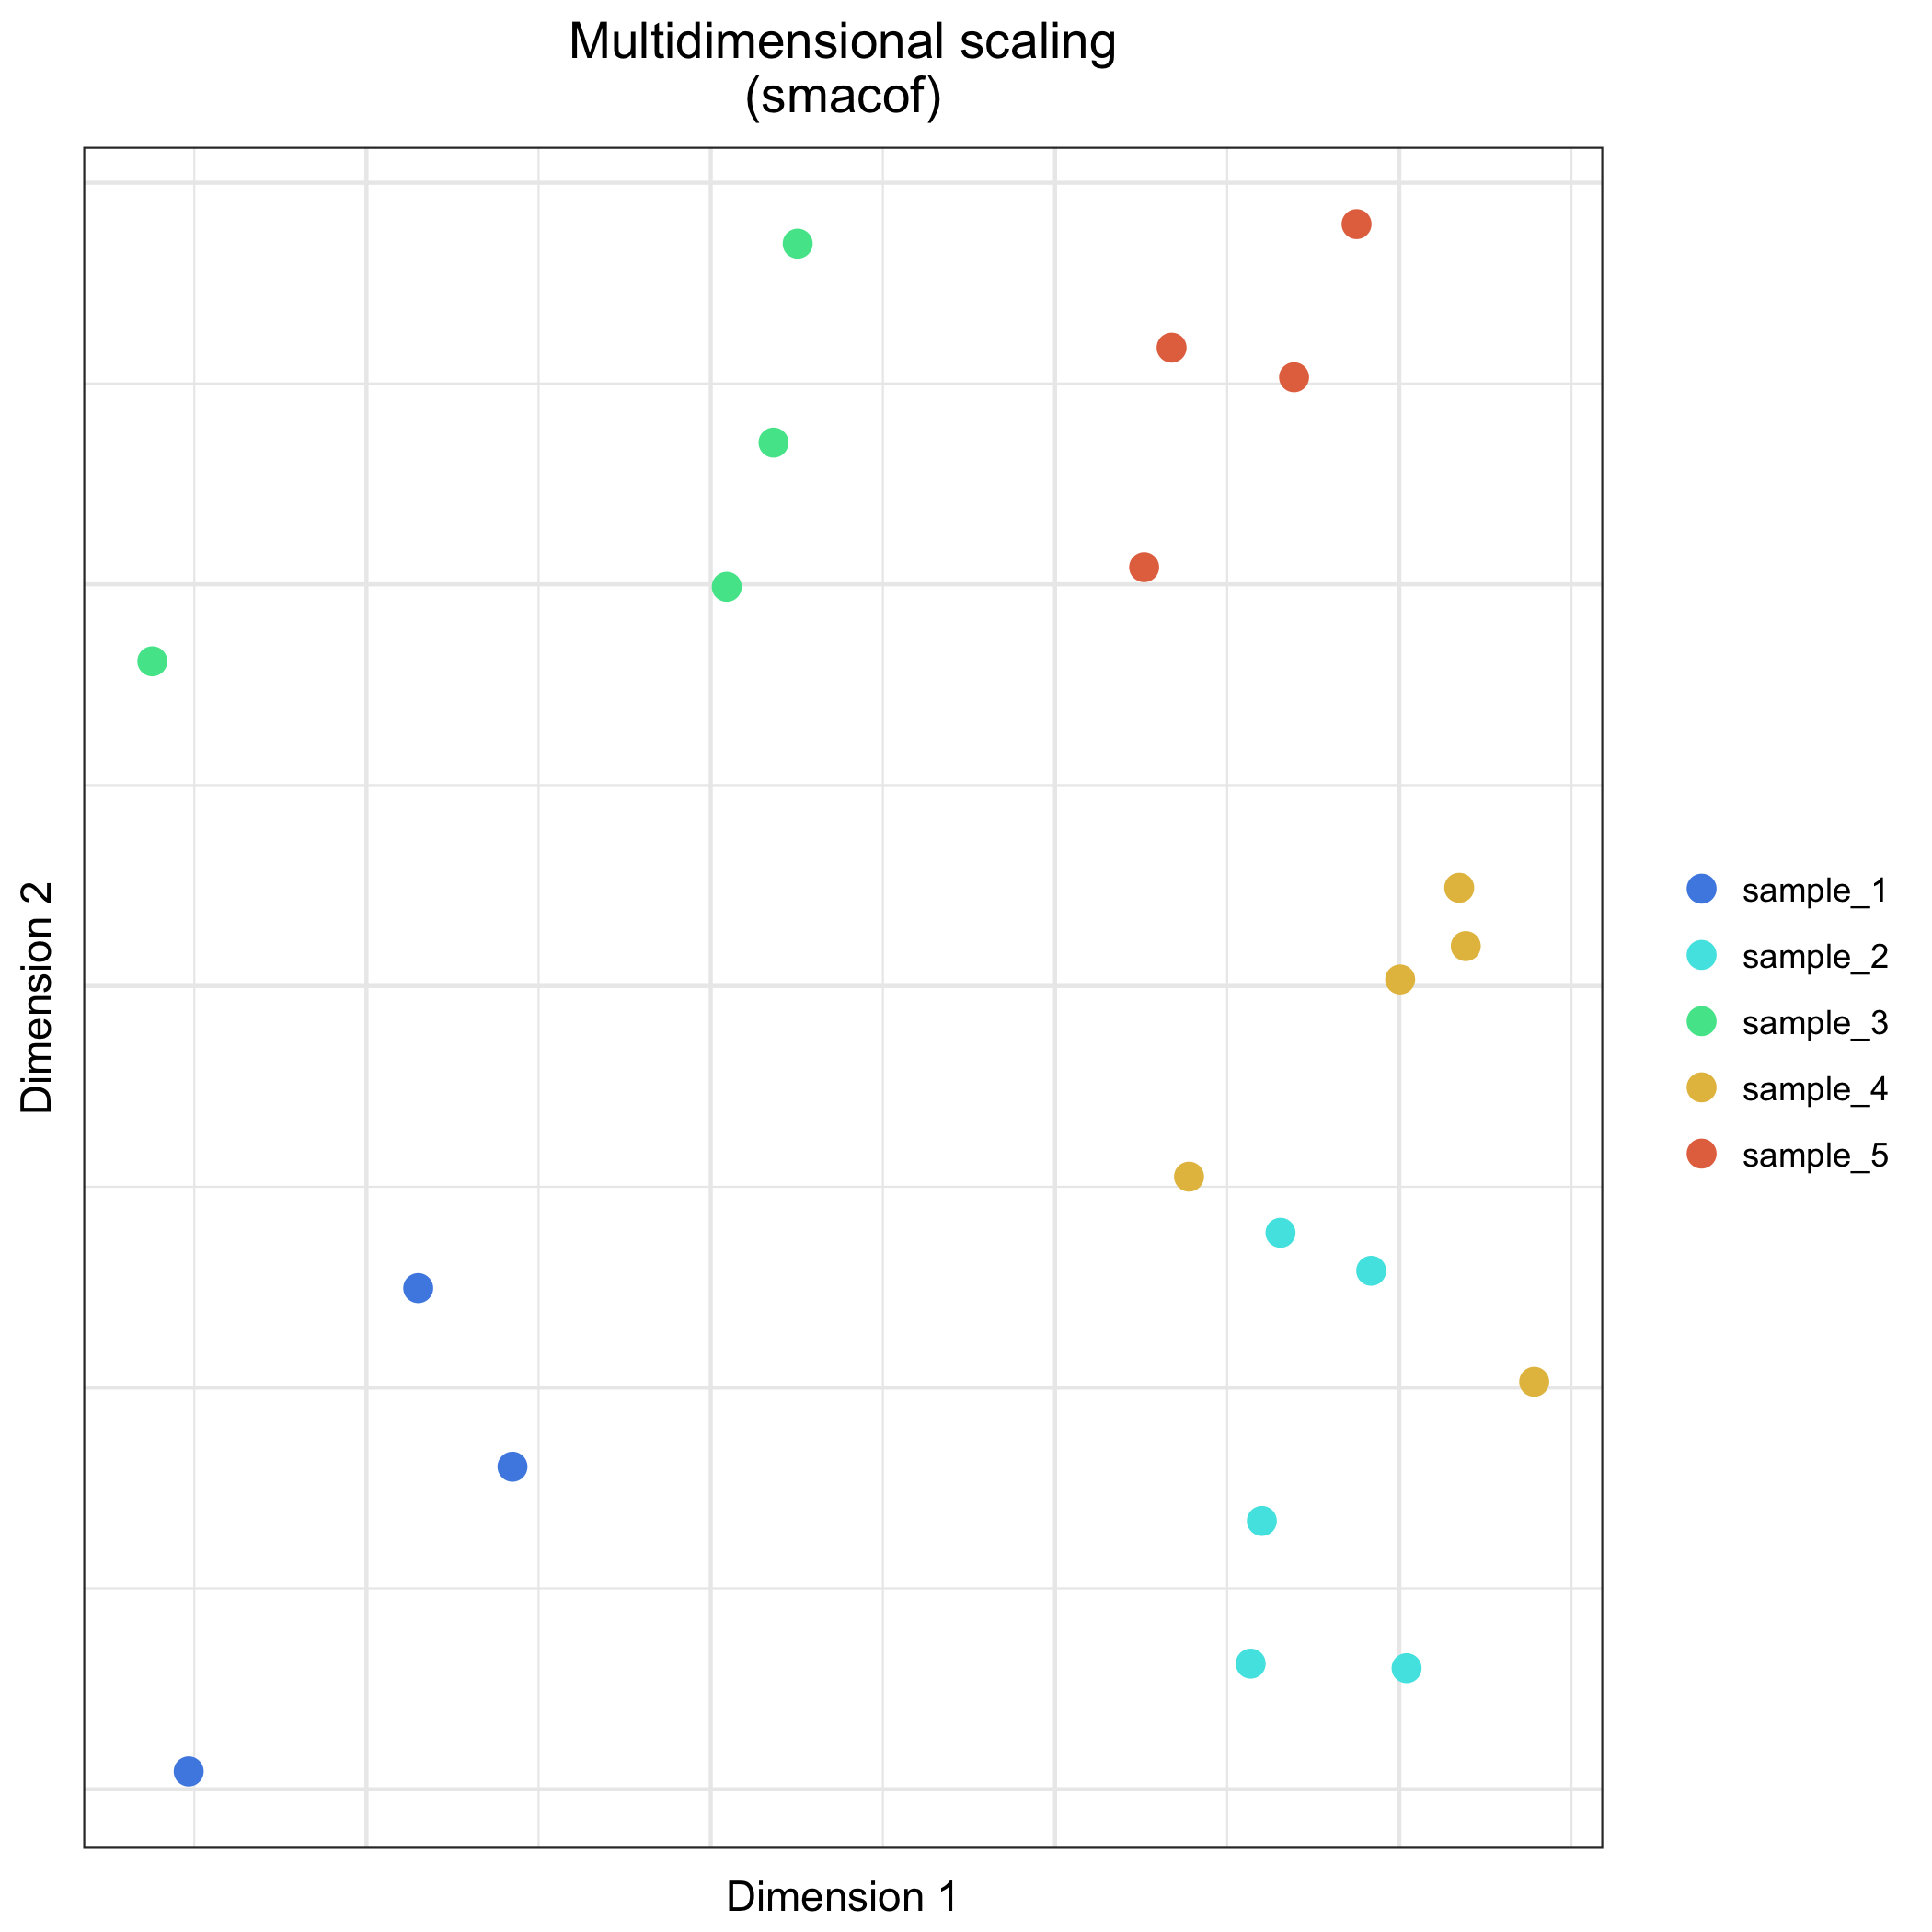 Multidimensional scaling
(smacof)
Dimension 2
sample_1
sample_2
sample_3
sample_4
sample_5
Dimension 1